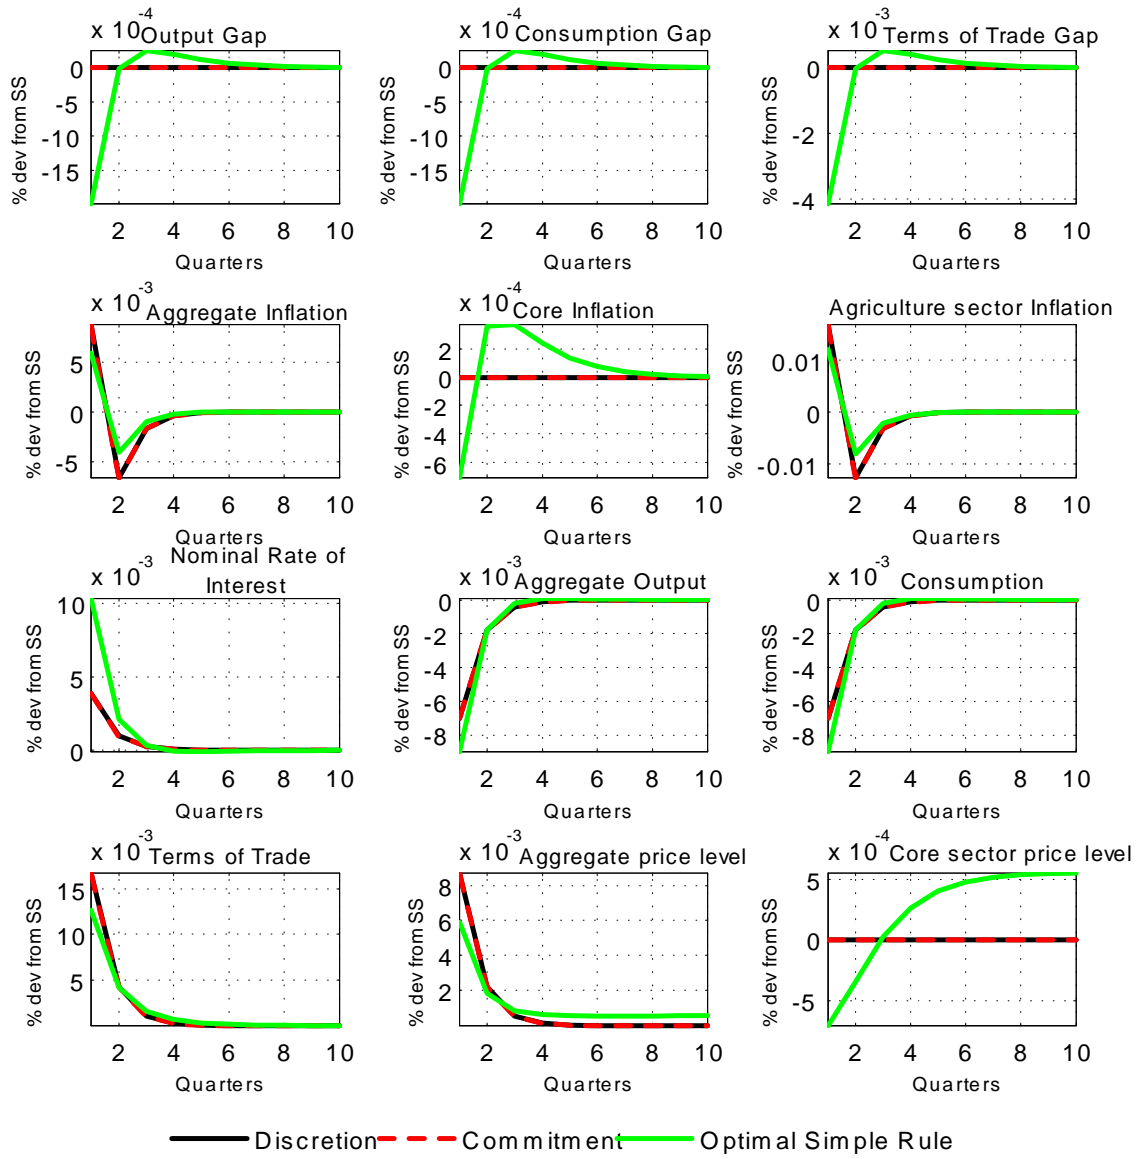 x 10^-4 Output Gap
x 10^-4 Consumption Gap
x 10^-3 Terms of Trade Gap
% dev from SS
0
-5
-10
-15
2 4 6 8 10
Quarters
% dev from SS
0
-5
-10
-15
2 4 6 8 10
Quarters
% dev from SS
0
-2
-4
2 4 6 8 10
Quarters
x 10^-3 Aggregate Inflation
x 10^-4 Core Inflation
Agriculture sector Inflation
% dev from SS
5
0
-5
2 4 6 8 10
Quarters
% dev from SS
2
0
-2
-4
-6
2 4 6 8 10
Quarters
% dev from SS
0.01
0
-0.01
2 4 6 8 10
Quarters
x 10^-3 Nominal Rate of
Interest
x 10^-3 Aggregate Output
x 10^-3 Consumption
% dev from SS
10
5
0
2 4 6 8 10
Quarters
% dev from SS
0
-2
-4
-6
-8
2 4 6 8 10
Quarters
% dev from SS
0
-2
-4
-6
-8
2 4 6 8 10
Quarters
x 10^-3 Terms of Trade
x 10^-3 Aggregate price level
x 10^-4 Core sector price level
% dev from SS
15
10
5
2 4 6 8 10
Quarters
% dev from SS
8
6
4
2
2 4 6 8 10
Quarters
% dev from SS
5
0
-5
2 4 6 8 10
Quarters
Discretion Commitment Optimal Simple Rule